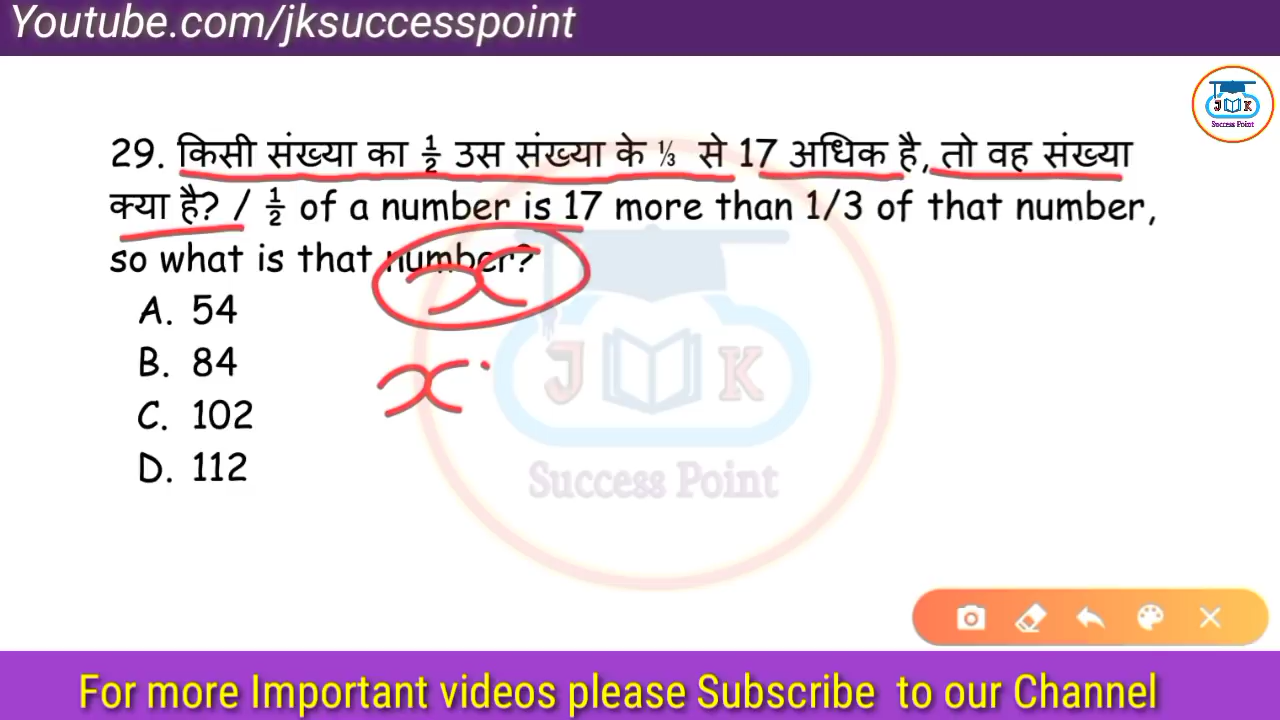 Youtube.com/jksuccesspoint
J K
Success Point
29. किसी संख्या का ½ उस संख्या के ⅓ से 17 अधिक है, तो वह संख्या
क्या है? / ½ of a number is 17 more than 1/3 of that number,
so what is that number?
x
A. 54
B. 84
x
C. 102
D. 112
J K
Success Point
For more Important videos please Subscribe to our Channel